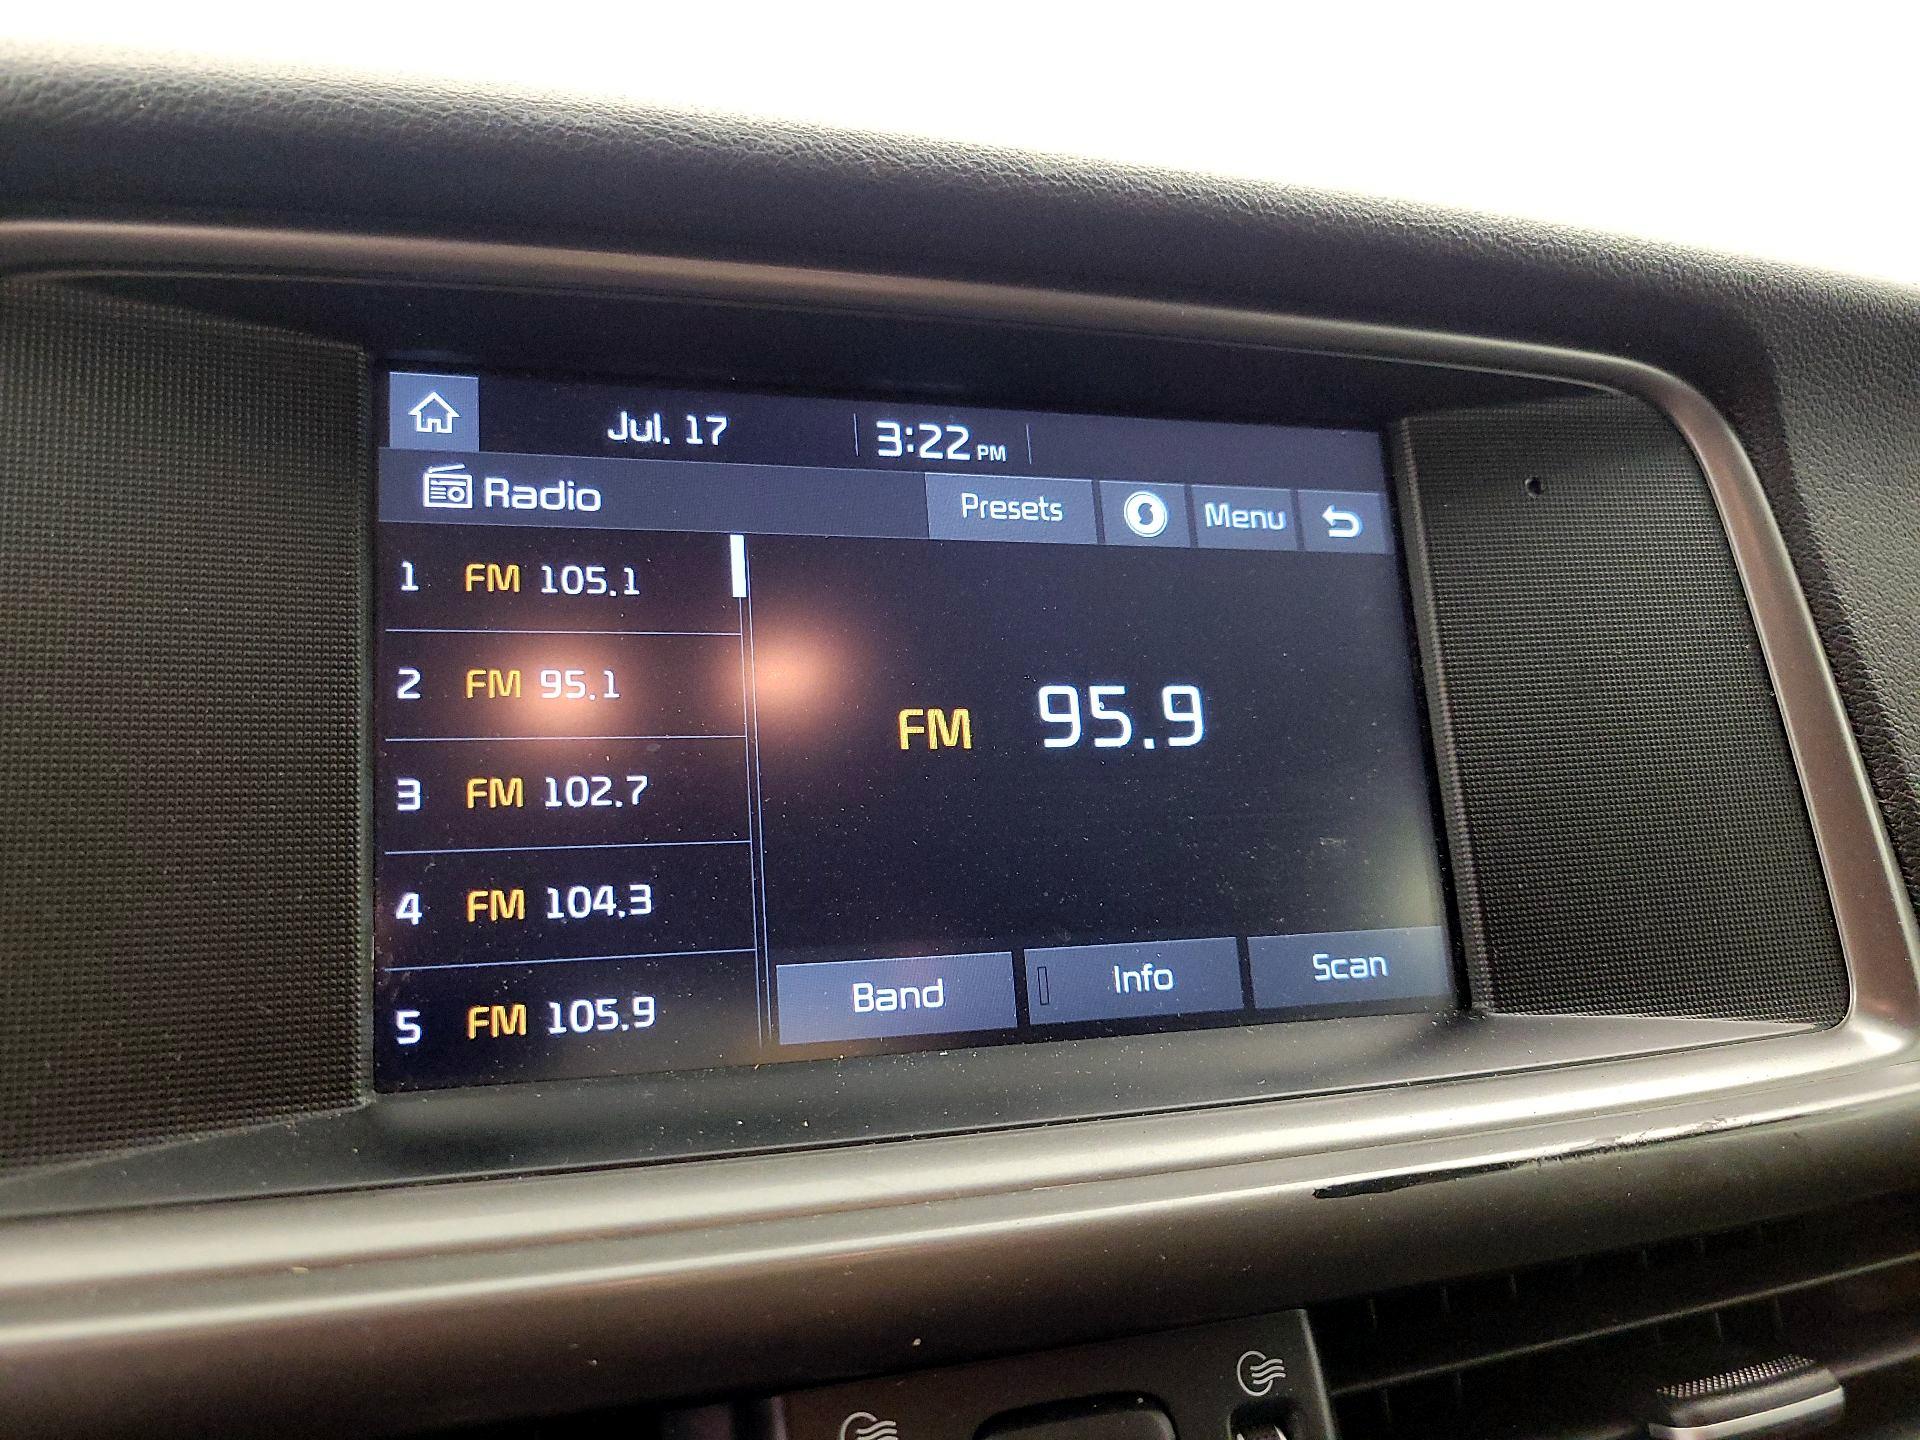 Jul. 17 3:22 PM
Radio Presets Menu
1 FM 105.1
2 FM 95.1
3 FM 102.7
4 FM 104.3
5 FM 105.9
FM 95.9
Band Info Scan